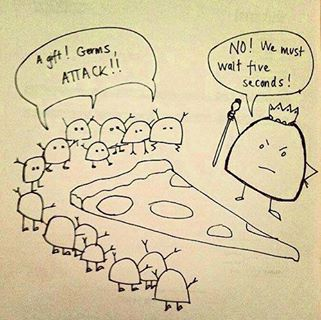 A gift! Germs,
ATTACK!!
NO! We must
wait five
seconds!